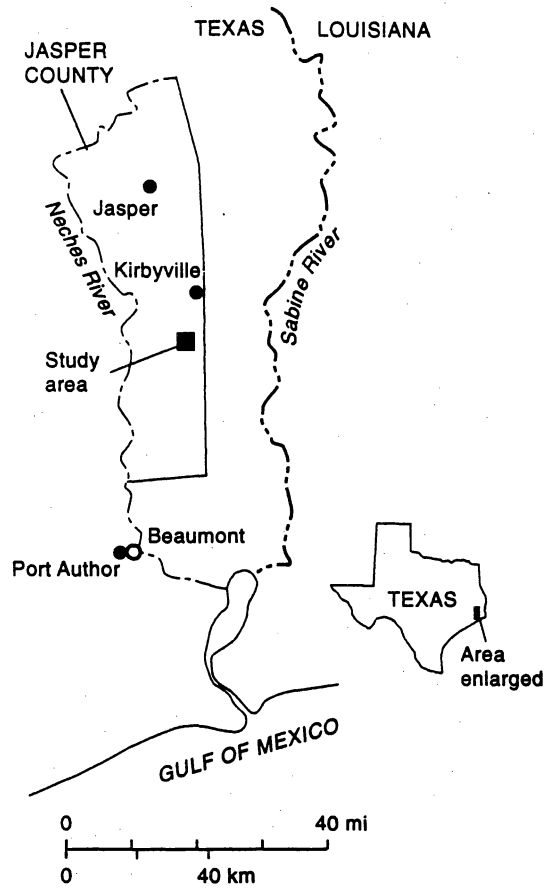 TEXAS
LOUISIANA
JASPER
COUNTY
Jasper
Neches River
Kirbyville
Sabine River
Study
area
Beaumont
Port Author
TEXAS
Area
enlarged
GULF OF MEXICO
0
40 mi
0
40 km